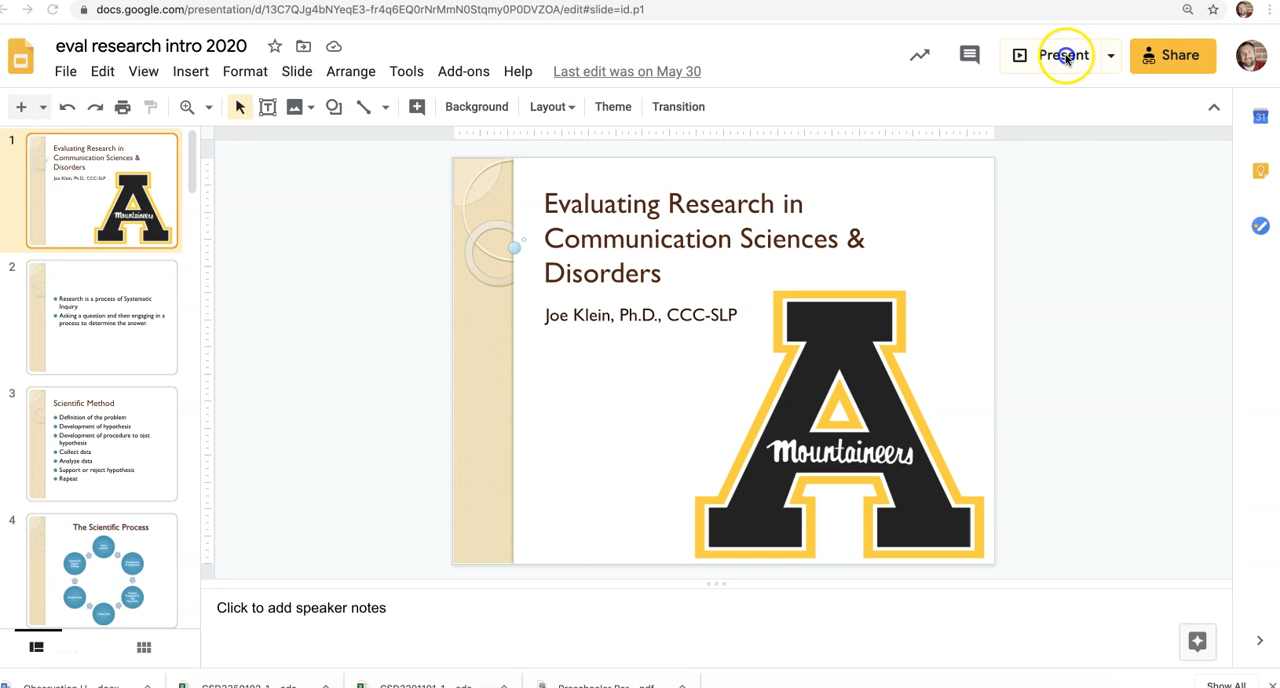 docs.google.com/presentation/d/13C7QJg4bNYeqE3-fr4q6EQ0rNrMmN0Stqmy0P0DVZOA/edit#slide=id.p1
eval research intro 2020
Present
Share
File Edit View Insert Format Slide Arrange Tools Add-ons Help Last edit was on May 30
Background Layout Theme Transition
1
Evaluating Research in
Communication Sciences &
Disorders
Joe Klein, Ph.D., CCC-SLP
Mountaineers
2
Research is a process of Systematic
Inquiry
Asking a question and then engaging in a
process to determine the answer.
3
Scientific Method
Definition of the problem
Development of hypothesis
Development of procedure to test
hypothesis
Collect data
Analyze data
Support or reject hypothesis
Repeat
4
The Scientific Process
Evaluating Research in
Communication Sciences &
Disorders
Joe Klein, Ph.D., CCC-SLP
Mountaineers
Click to add speaker notes
31
Show All